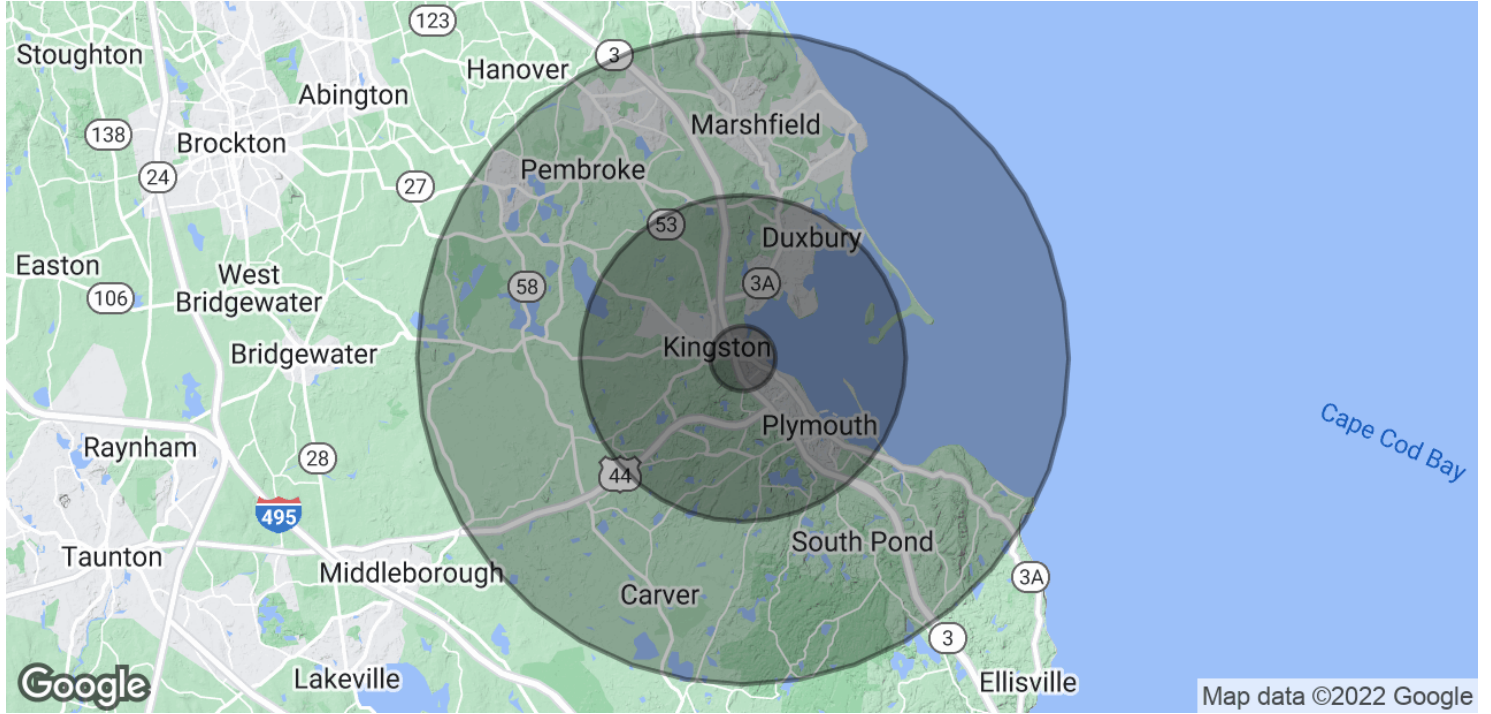 123
Stoughton
3
Hanover
Abington
138
Marshfield
Brockton
Pembroke
24
27
53
Duxbury
Easton
West
Bridgewater
106
58
3A
Kingston
Bridgewater
Plymouth
Cape Cod Bay
Raynham
28
44
495
South Pond
Taunton
Middleborough
3A
Carver
3
Lakeville
Ellisville
Google
Map data ©2022 Google